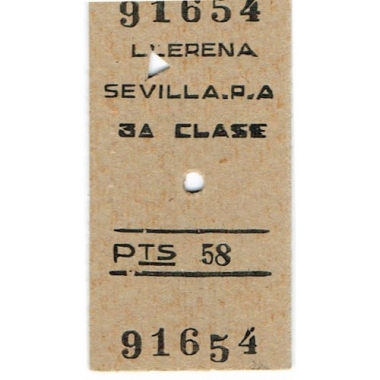 91654
LLERENA
SEVILLA.P.A
3A CLASE
PTS 58
91654